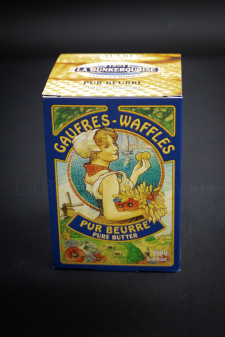 LA DUNKERQUOISE
PUR BEURRE
GAUFRES - WAFFLES
PUR BEURRE
PURE BUTTER